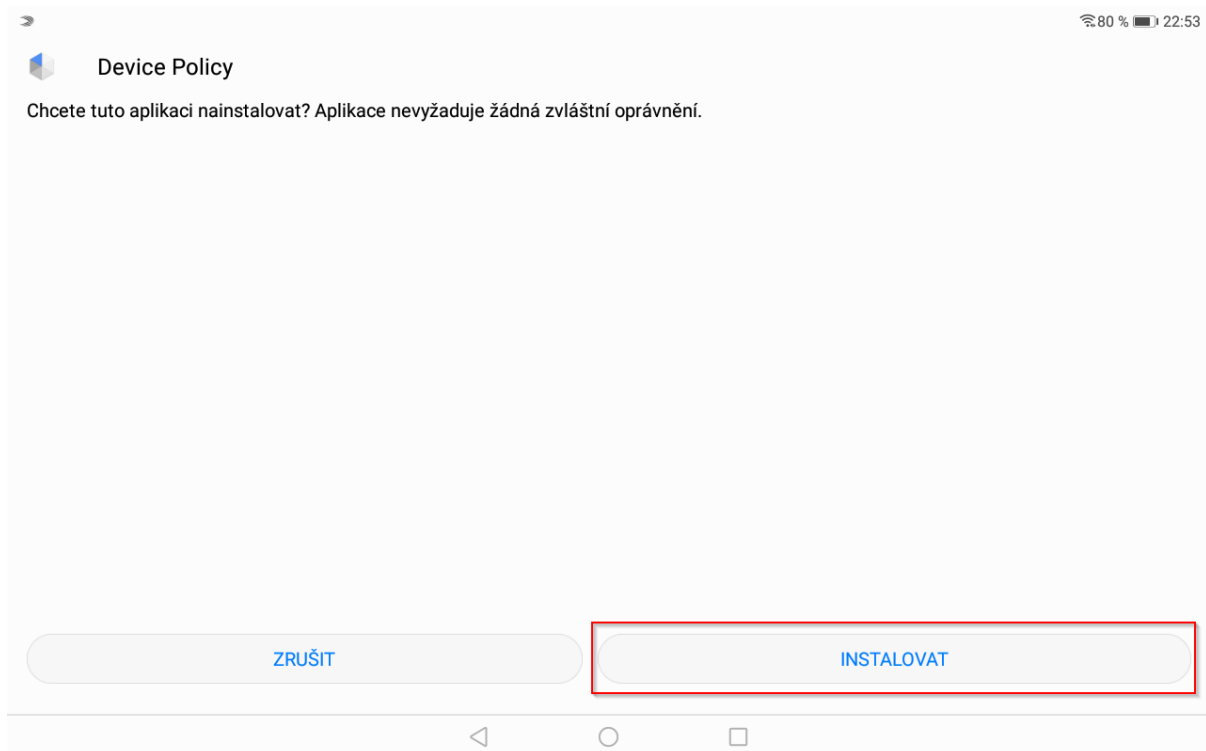 80 % 22:53
Device Policy
Chcete tuto aplikaci nainstalovat? Aplikace nevyžaduje žádná zvláštní oprávnění.
ZRUŠIT
INSTALOVAT